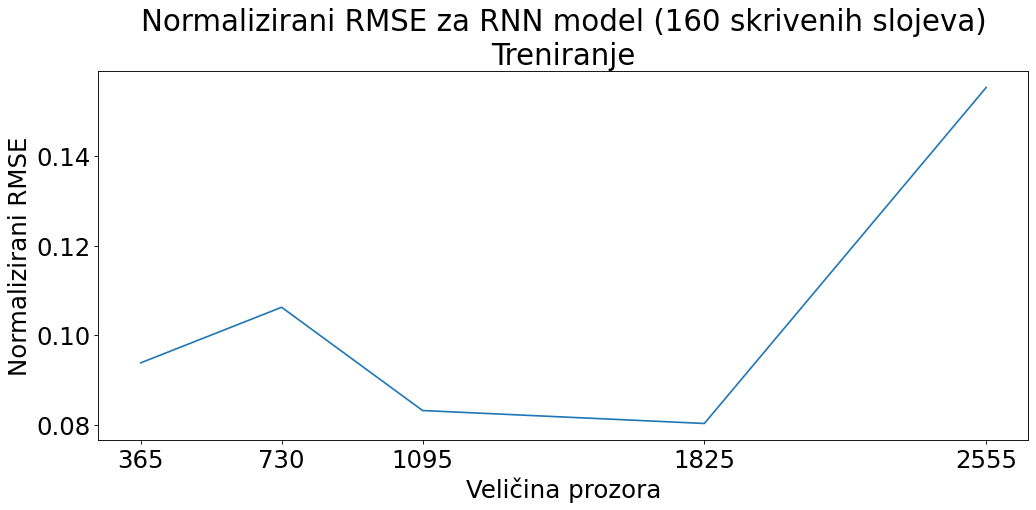 Normalizirani RMSE za RNN model (160 skrivenih slojeva)
Treniranje
Normalizirani RMSE
0.14
0.12
0.10
0.08
365 730 1095 1825 2555
Veličina prozora